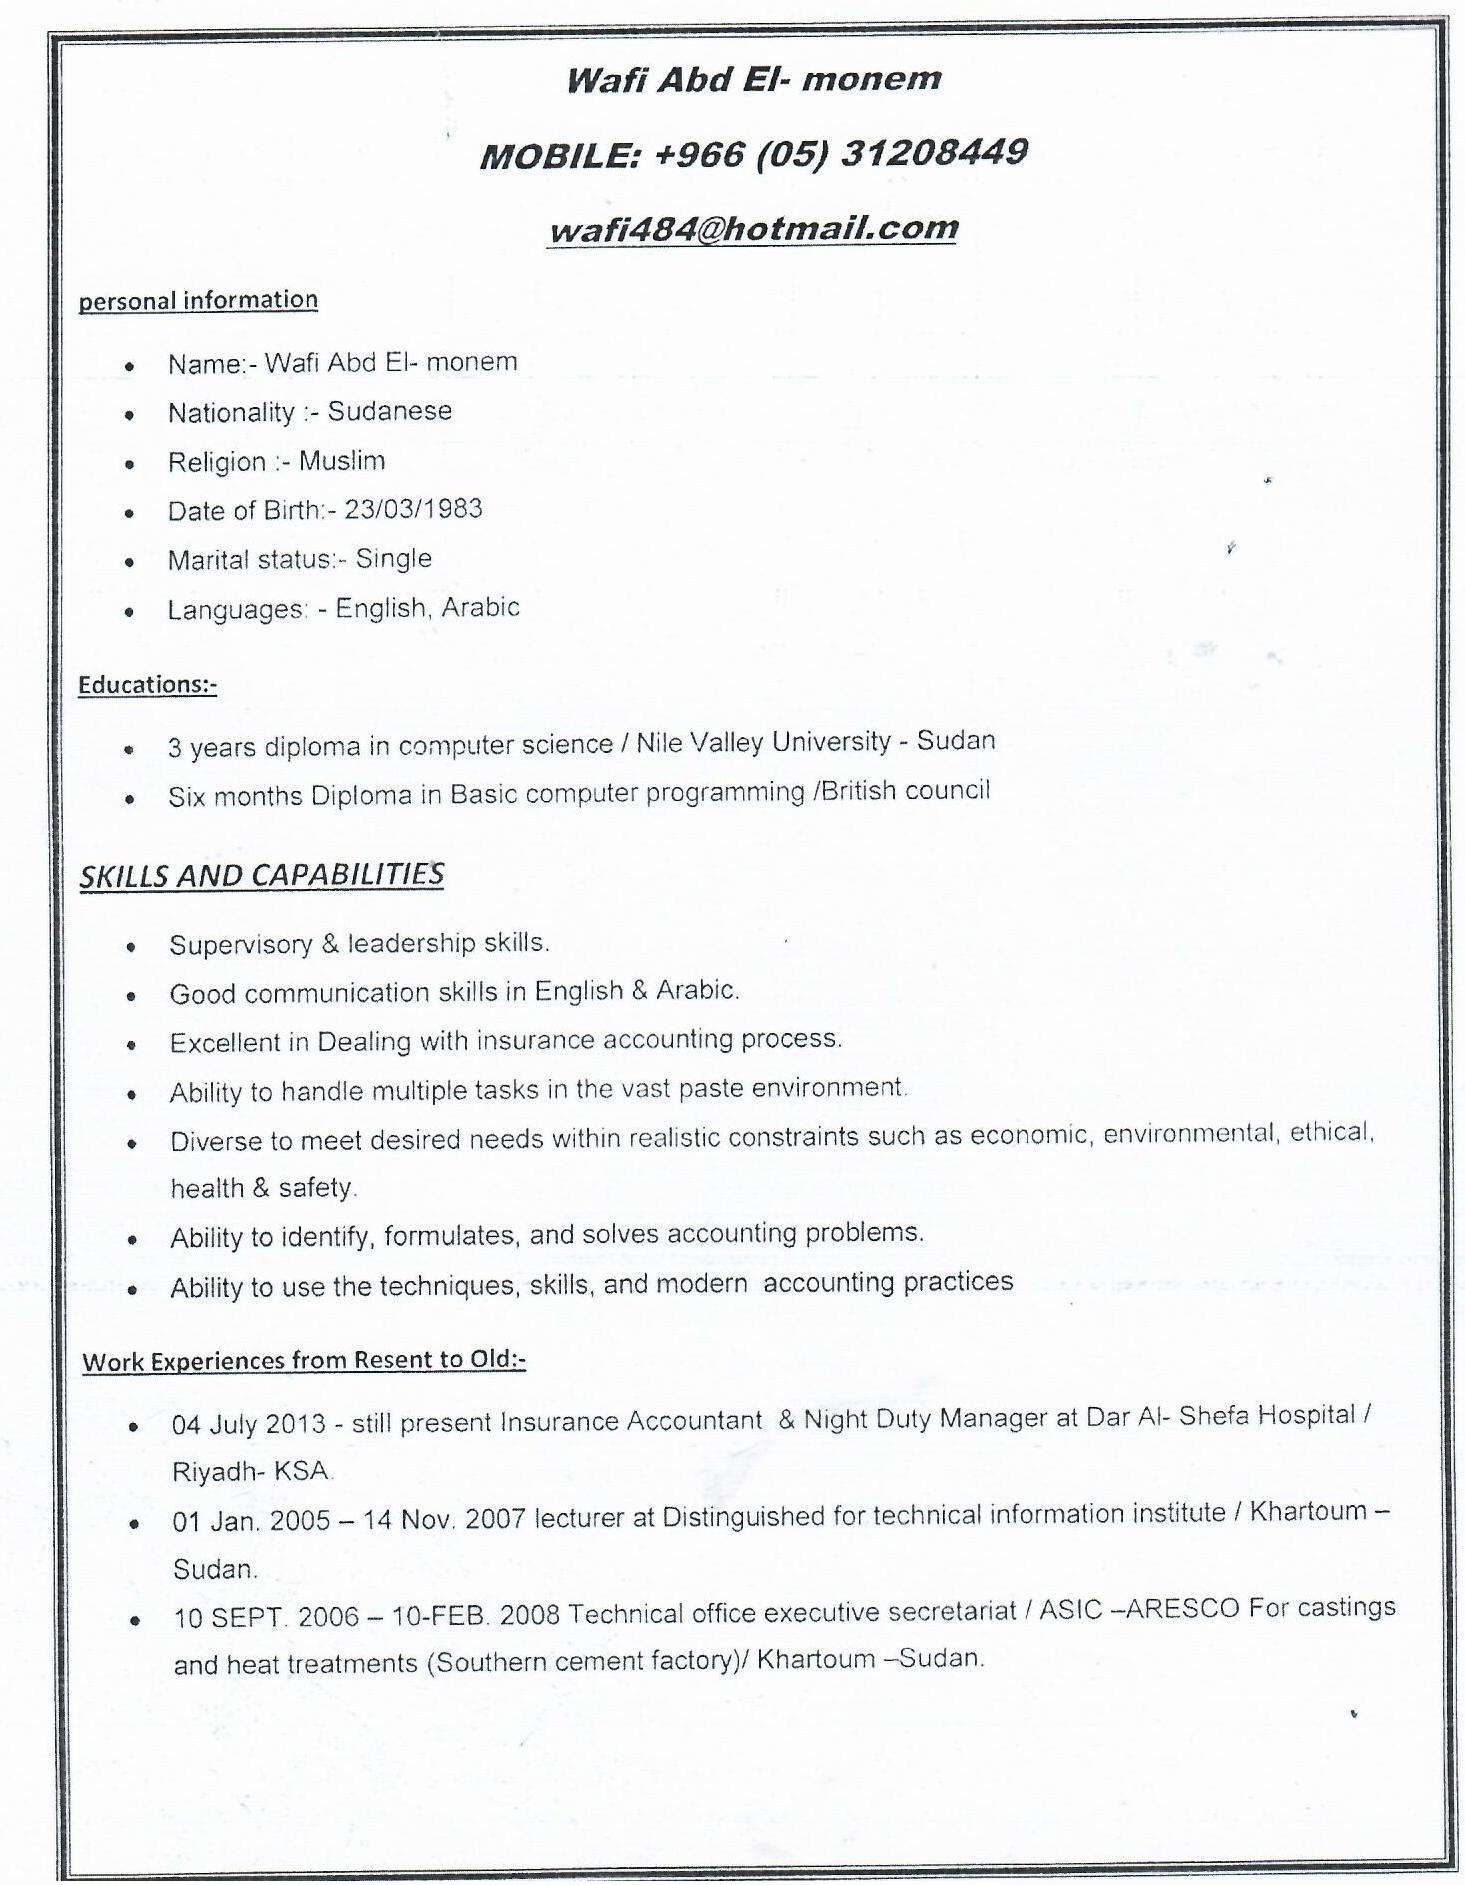 Wafi Abd El- monem
MOBILE: +966 (05) 31208449
wafi484@hotmail.com
personal information
• Name:- Wafi Abd El- monem
• Nationality :- Sudanese
• Religion :- Muslim
• Date of Birth:- 23/03/1983
• Marital status:- Single
• Languages: - English, Arabic
Educations:-
• 3 years diploma in computer science / Nile Valley University - Sudan
• Six months Diploma in Basic computer programming /British council
SKILLS AND CAPABILITIES
• Supervisory & leadership skills.
• Good communication skills in English & Arabic.
• Excellent in Dealing with insurance accounting process.
• Ability to handle multiple tasks in the vast paste environment.
• Diverse to meet desired needs within realistic constraints such as economic, environmental, ethical,
health & safety.
• Ability to identify, formulates, and solves accounting problems.
• Ability to use the techniques, skills, and modern  accounting practices
Work Experiences from Resent to Old:-
• 04 July 2013 - still present Insurance Accountant  & Night Duty Manager at Dar Al- Shefa Hospital /
Riyadh- KSA.
• 01 Jan. 2005 – 14 Nov. 2007 lecturer at Distinguished for technical information institute / Khartoum –
Sudan.
• 10 SEPT. 2006 – 10-FEB. 2008 Technical office executive secretariat / ASIC –ARESCO For castings
and heat treatments (Southern cement factory)/ Khartoum –Sudan.